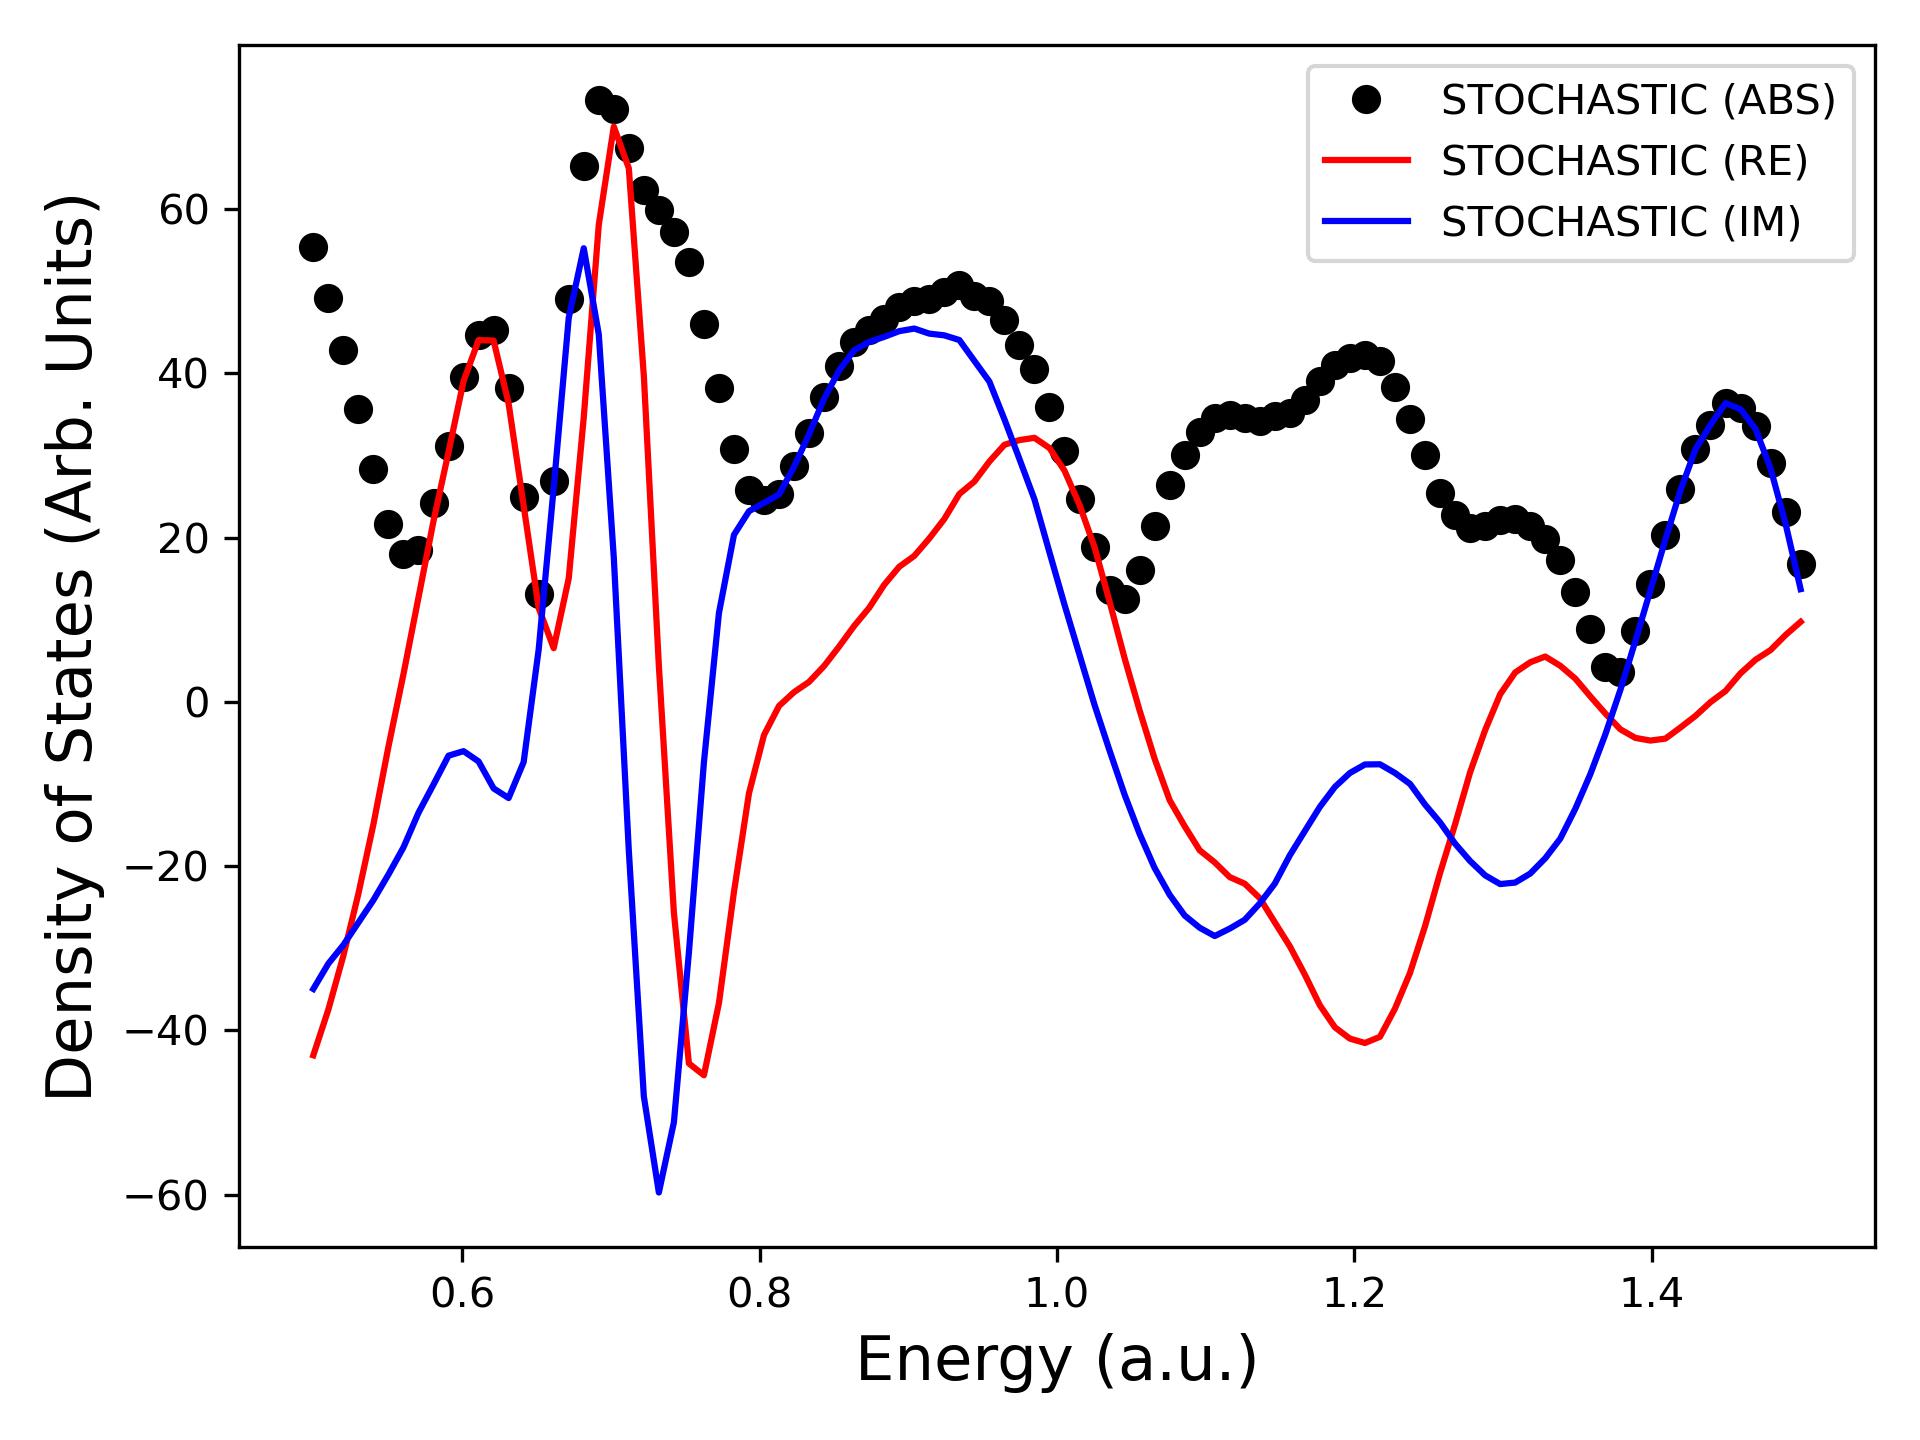 STOCHASTIC (ABS)
STOCHASTIC (RE)
STOCHASTIC (IM)
Density of States (Arb. Units)
60
40
20
0
−20
−40
−60
0.6
0.8
1.0
1.2
1.4
Energy (a.u.)